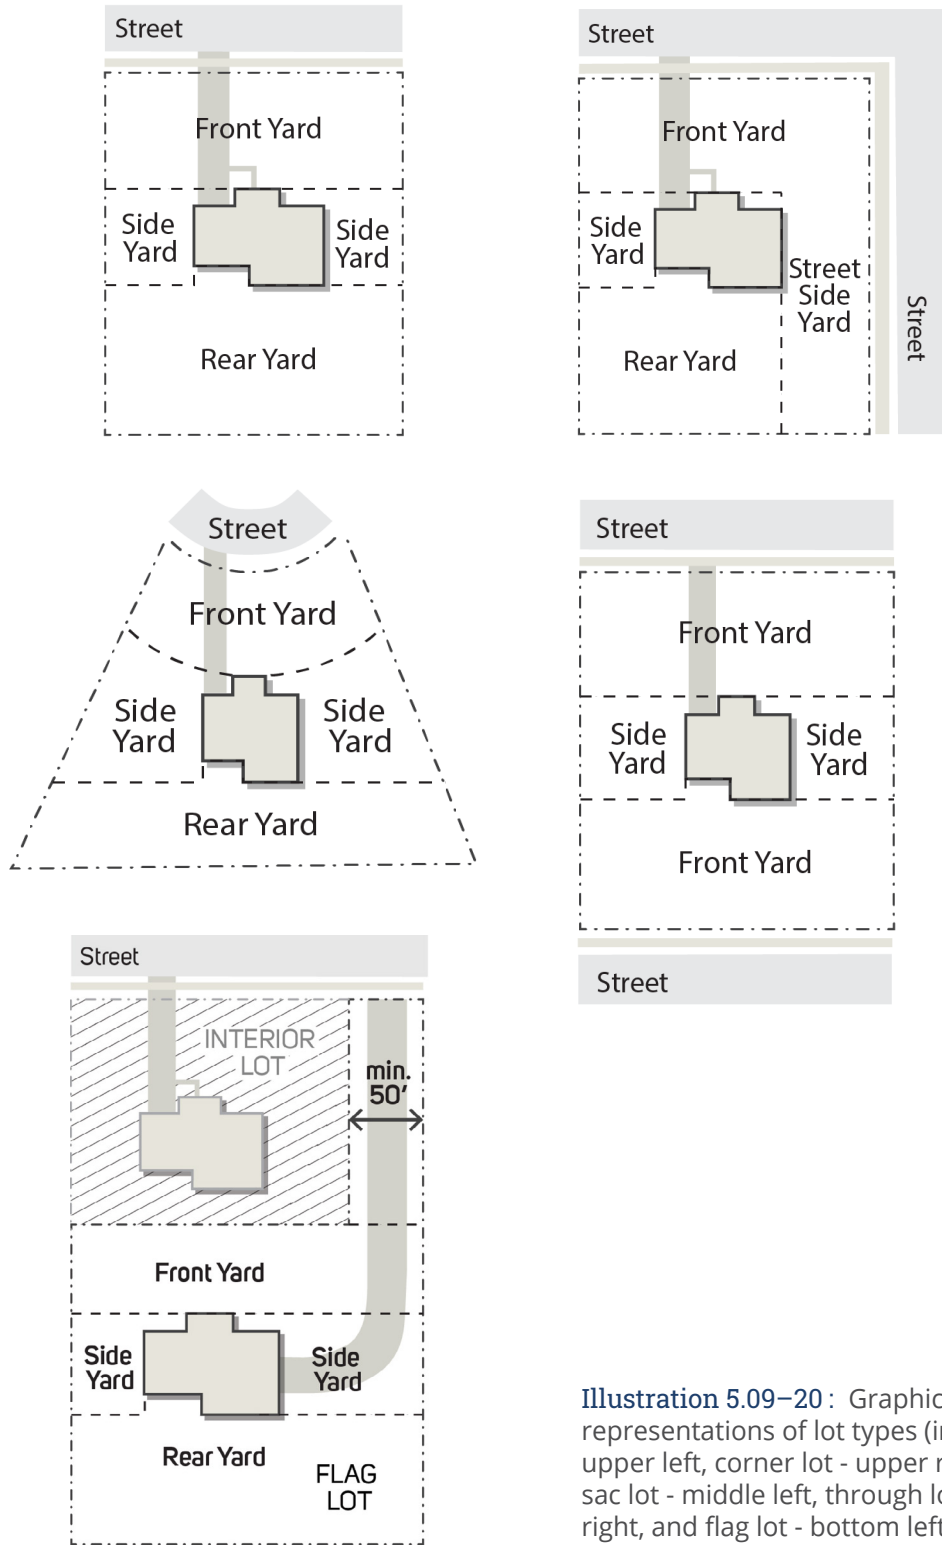 Street
Front Yard
Side
Yard
Side
Yard
Rear Yard
Street
Front Yard
Side
Yard
Street
Side
Yard
Rear Yard
Street
Street
Front Yard
Side
Yard
Side
Yard
Rear Yard
Street
Front Yard
Side
Yard
Side
Yard
Front Yard
Street
Street
INTERIOR
LOT
min.
50'
Front Yard
Side
Yard
Side
Yard
Rear Yard
FLAG
LOT
Illustration 5.09–20 : Graphic
representations of lot types
upper left, corner lot - upper
sac lot - middle left, through
right, and flag lot - bottom left